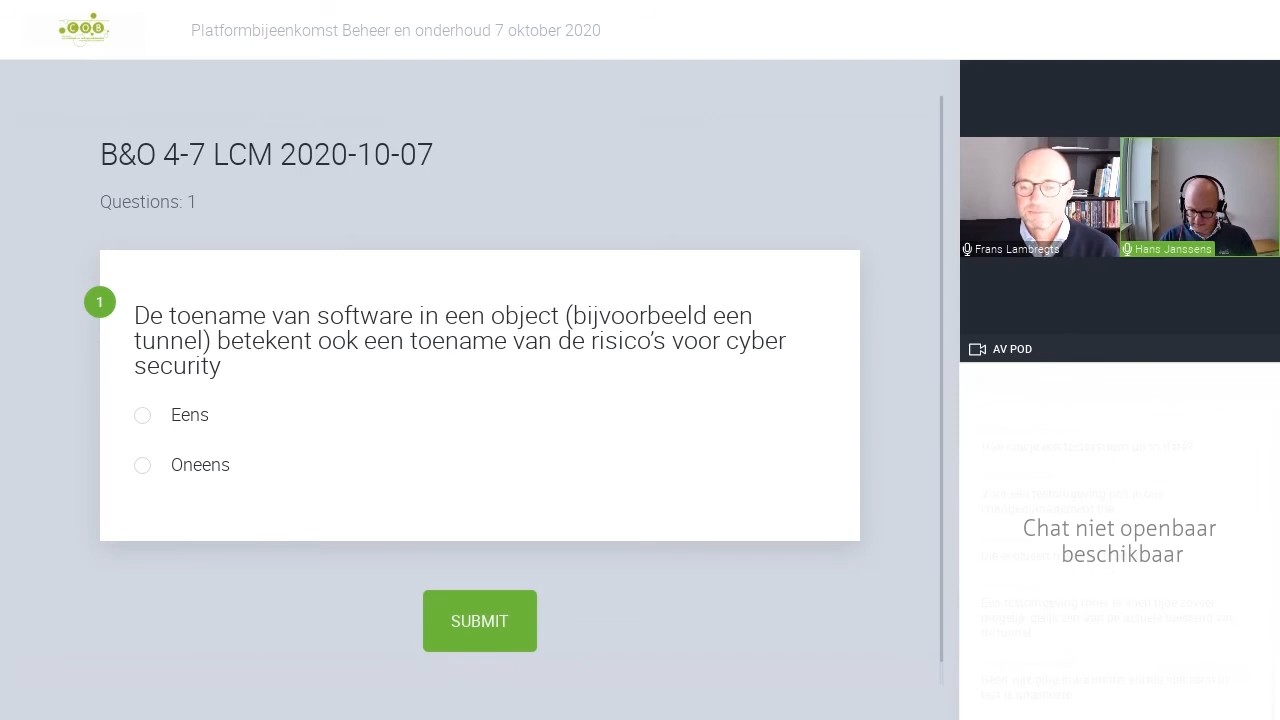 COB
Platformbijeenkomst Beheer en onderhoud 7 oktober 2020
B&O 4-7 LCM 2020-10-07
Questions: 1
1
De toename van software in een object (bijvoorbeeld een
tunnel) betekent ook een toename van de risico’s voor cyber
security
Eens
Oneens
SUBMIT
Frans Lambregts
Hans Janssens
AV POD
Chat niet openbaar
beschikbaar